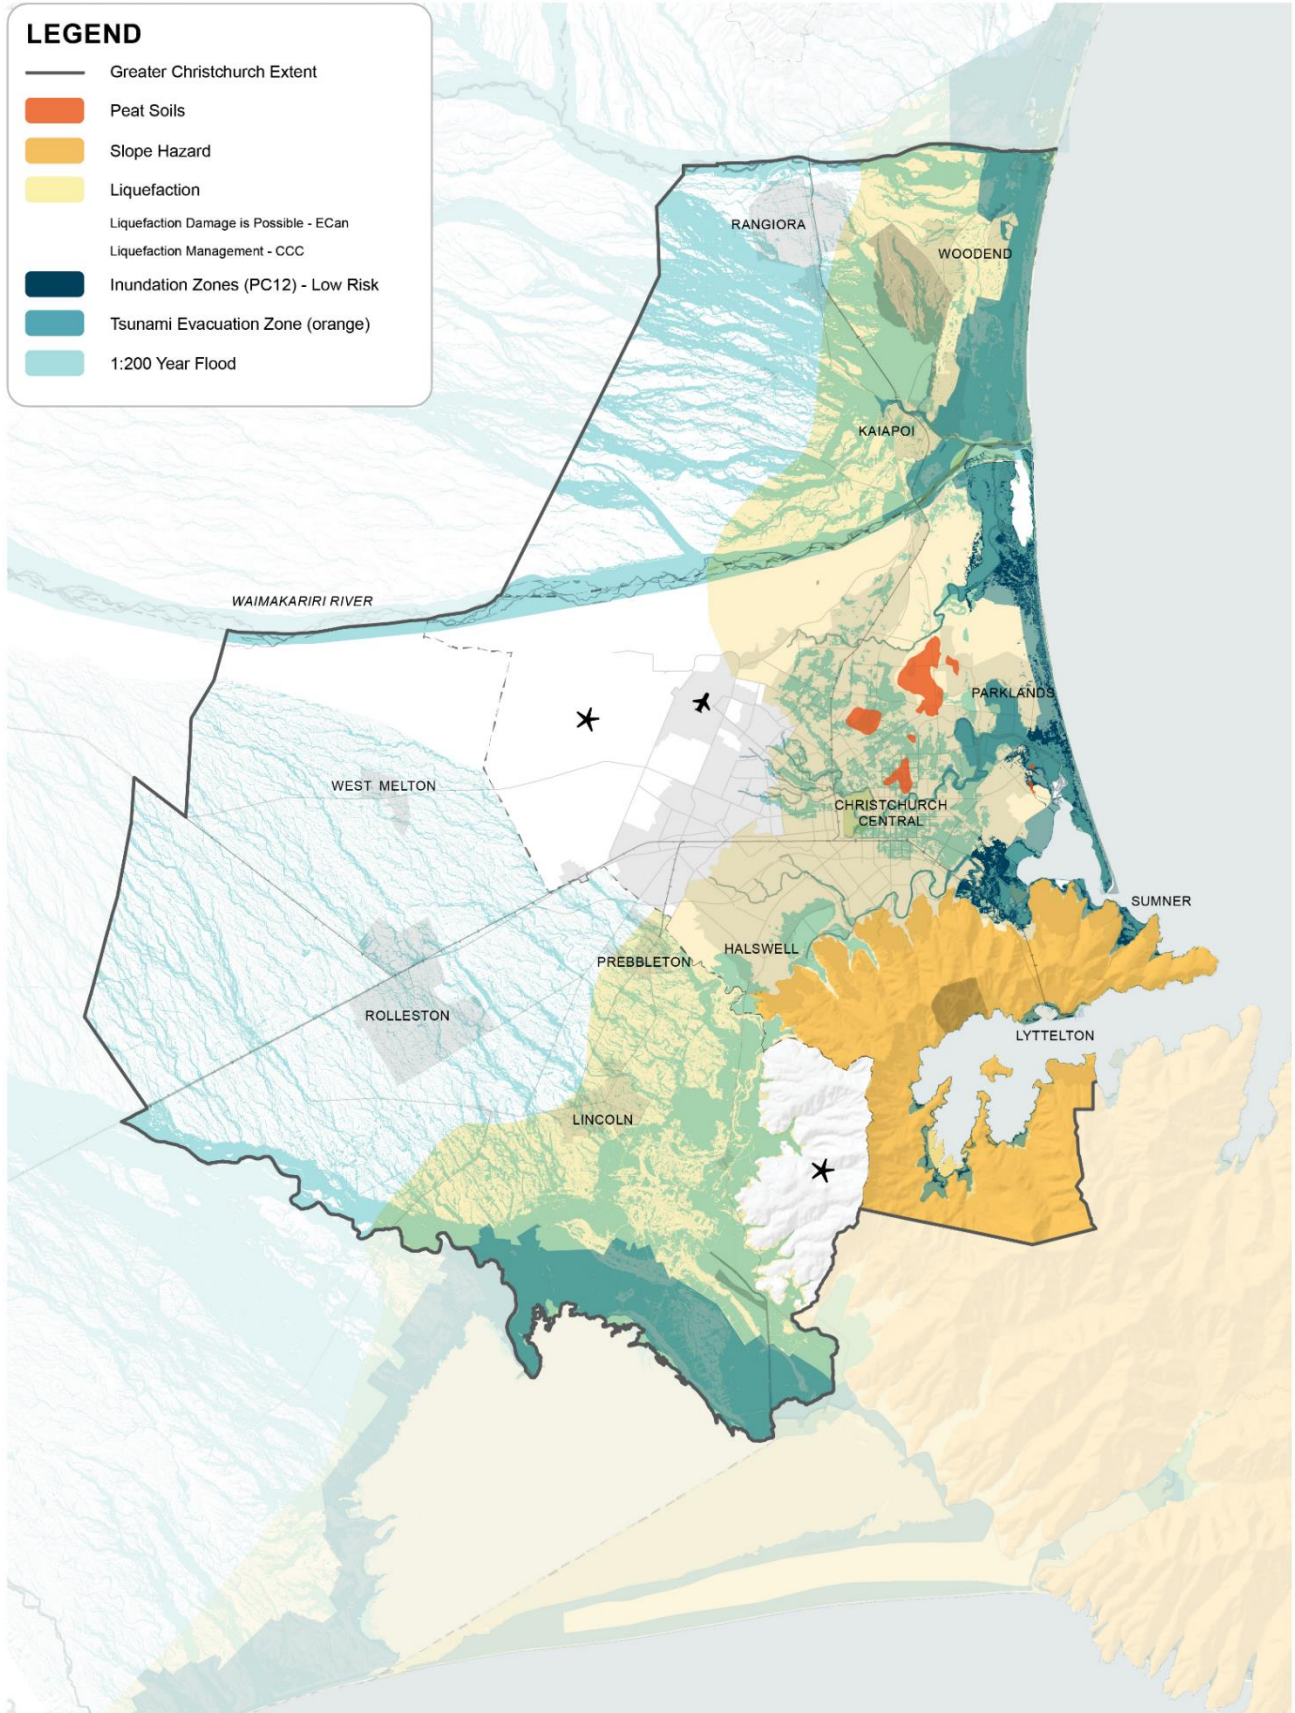 LEGEND
Greater Christchurch Extent
Peat Soils
Slope Hazard
Liquefaction
Liquefaction Damage is Possible - ECan
Liquefaction Management - CCC
Inundation Zones (PC12) - Low Risk
Tsunami Evacuation Zone (orange)
1:200 Year Flood
RANGIORA
WOODEND
KAIAPOI
WAIMAKARIRI RIVER
PARKLANDS
WEST MELTON
CHRISTCHURCH
CENTRAL
SUMNER
HALSWELL
PREBBLETON
ROLLESTON
LYTTELTON
LINCOLN